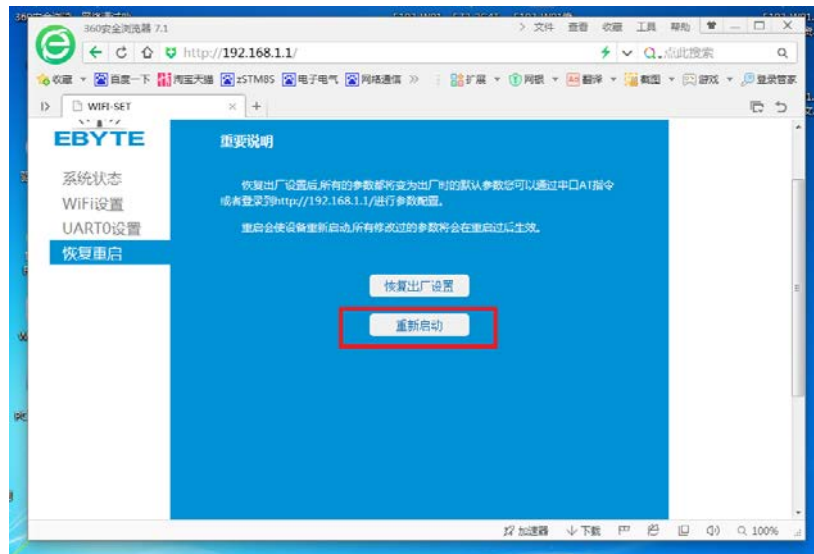 360安全浏览器 7.1
文件 查看 收藏 工具 帮助
http://192.168.1.1/
点此搜索
收藏 百度一下 淘宝天猫 zSTM8S 电子电气 网络通信 扩展 网银 翻译 截图 游戏 登录管家
WIFI-SET
EBYTE
系统状态
WiFi设置
UART0设置
恢复重启
重要说明
恢复出厂设置后,所有的参数都将变为出厂时的默认参数您可以通过串口AT指令
或者登录到http://192.168.1.1/进行参数配置。
重启会使设备重新启动,所有修改过的参数将会在重启过后生效。
恢复出厂设置
重新启动
加速器 下载 100%